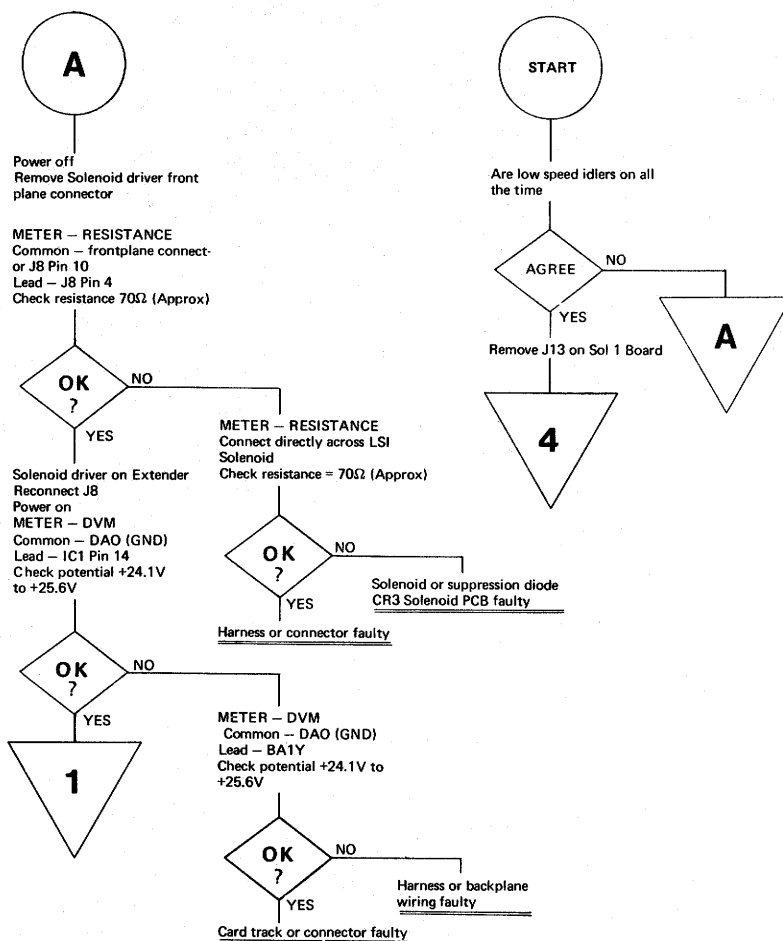 A
Power off
Remove Solenoid driver front
plane connector
METER – RESISTANCE
Common – frontplane connect-
or J8 Pin 10
Lead – J8 Pin 4
Check resistance 70Ω (Approx)
OK
?
NO
YES
METER – RESISTANCE
Connect directly across LSI
Solenoid
Check resistance = 70Ω (Approx)
OK
?
NO
YES
Solenoid or suppression diode
CR3 Solenoid PCB faulty
Harness or connector faulty
Solenoid driver on Extender
Reconnect J8
Power on
METER – DVM
Common – DAO (GND)
Lead – IC1 Pin 14
Check potential +24.1V
to +25.6V
OK
?
NO
YES
1
METER – DVM
Common – DAO (GND)
Lead – BA1Y
Check potential +24.1V to
+25.6V
OK
?
NO
YES
Harness or backplane
wiring faulty
Card track or connector faulty
START
Are low speed idlers on all
the time
AGREE
NO
YES
A
Remove J13 on Sol 1 Board
4